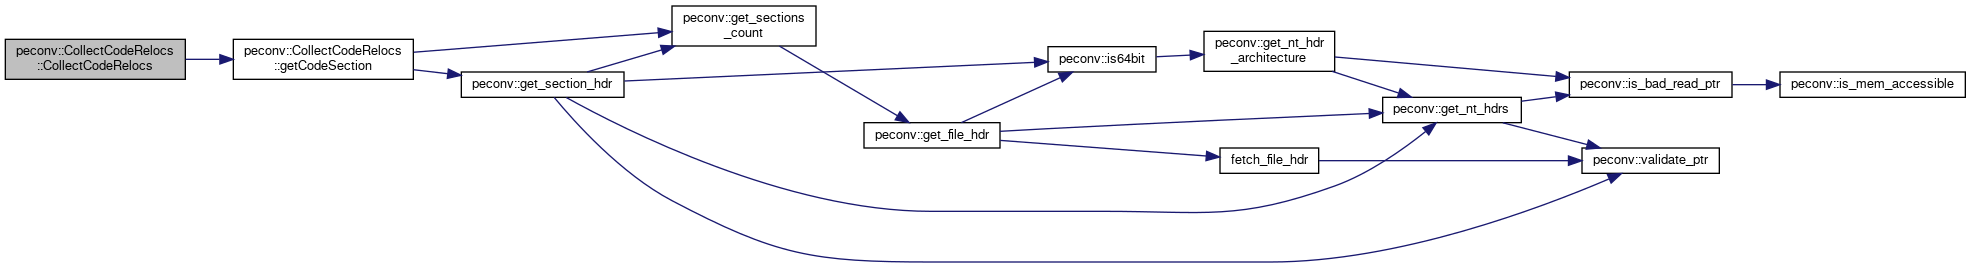 peconv::CollectCodeRelocs
::CollectCodeRelocs
peconv::CollectCodeRelocs
::getCodeSection
peconv::get_sections
_count
peconv::get_section_hdr
peconv::get_file_hdr
peconv::is64bit
peconv::get_nt_hdr
_architecture
peconv::get_nt_hdrs
fetch_file_hdr
peconv::is_bad_read_ptr
peconv::validate_ptr
peconv::is_mem_accessible